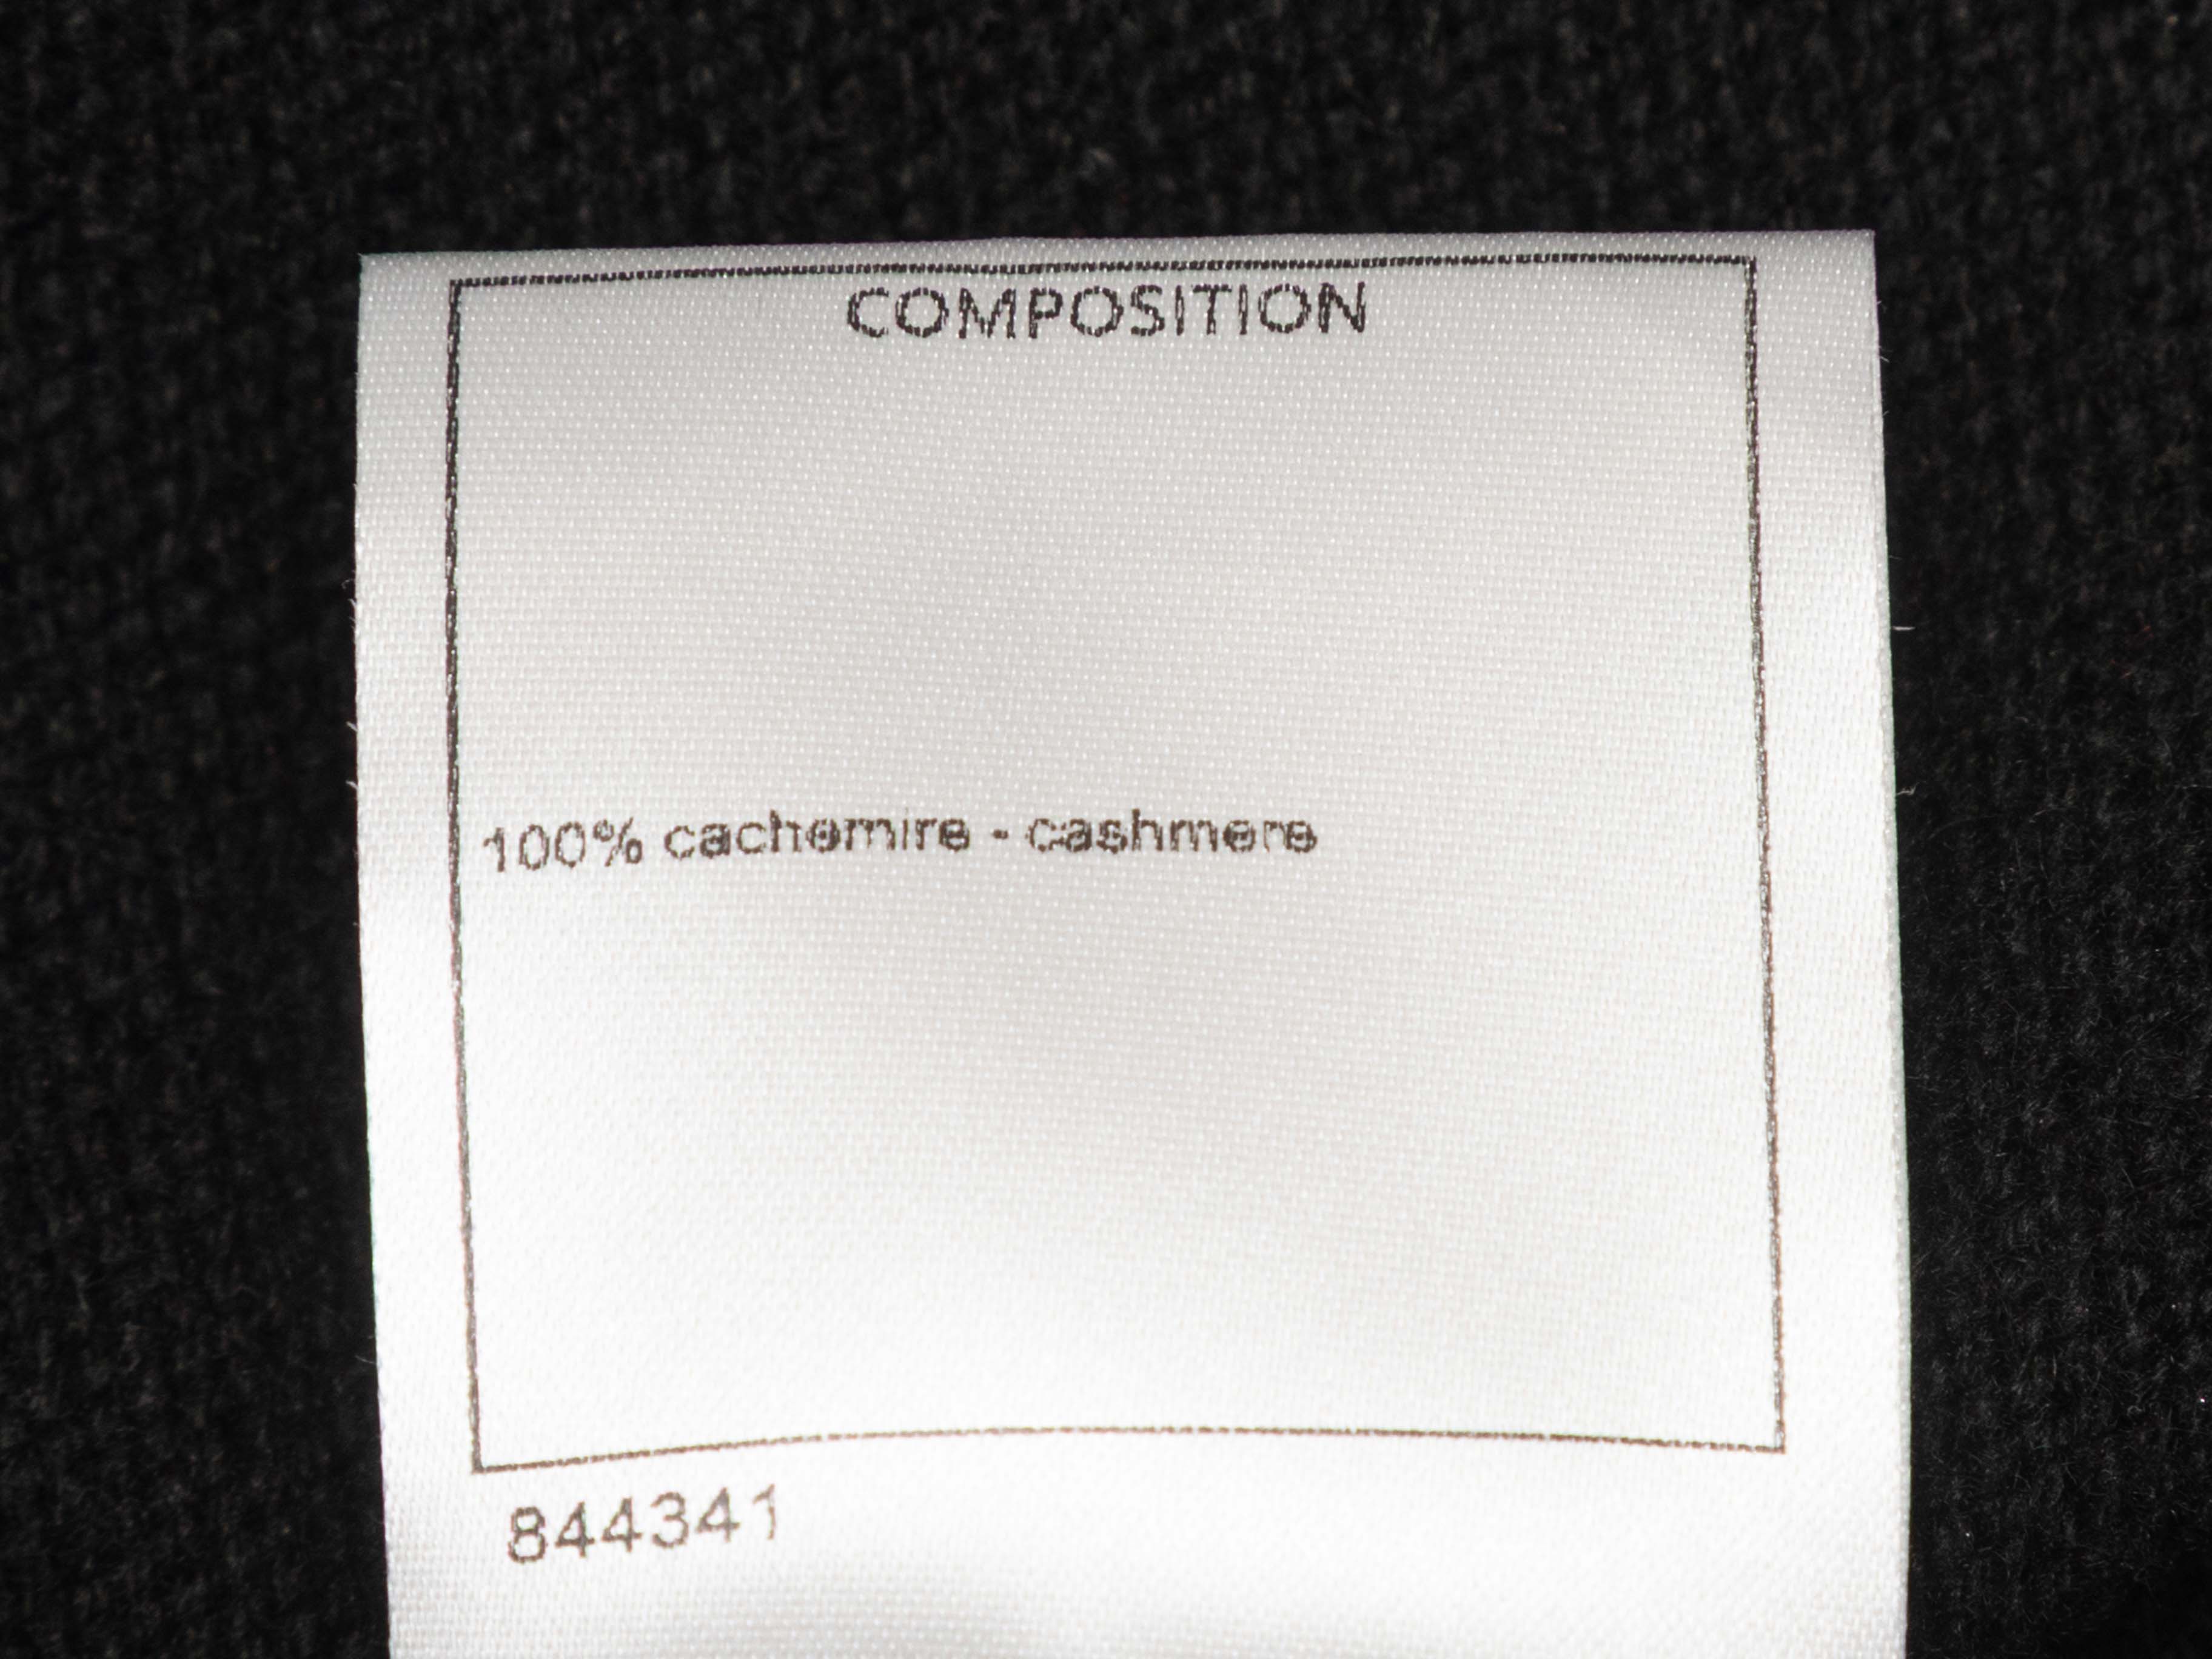 COMPOSITION
100% cachemire - cashmere
844341